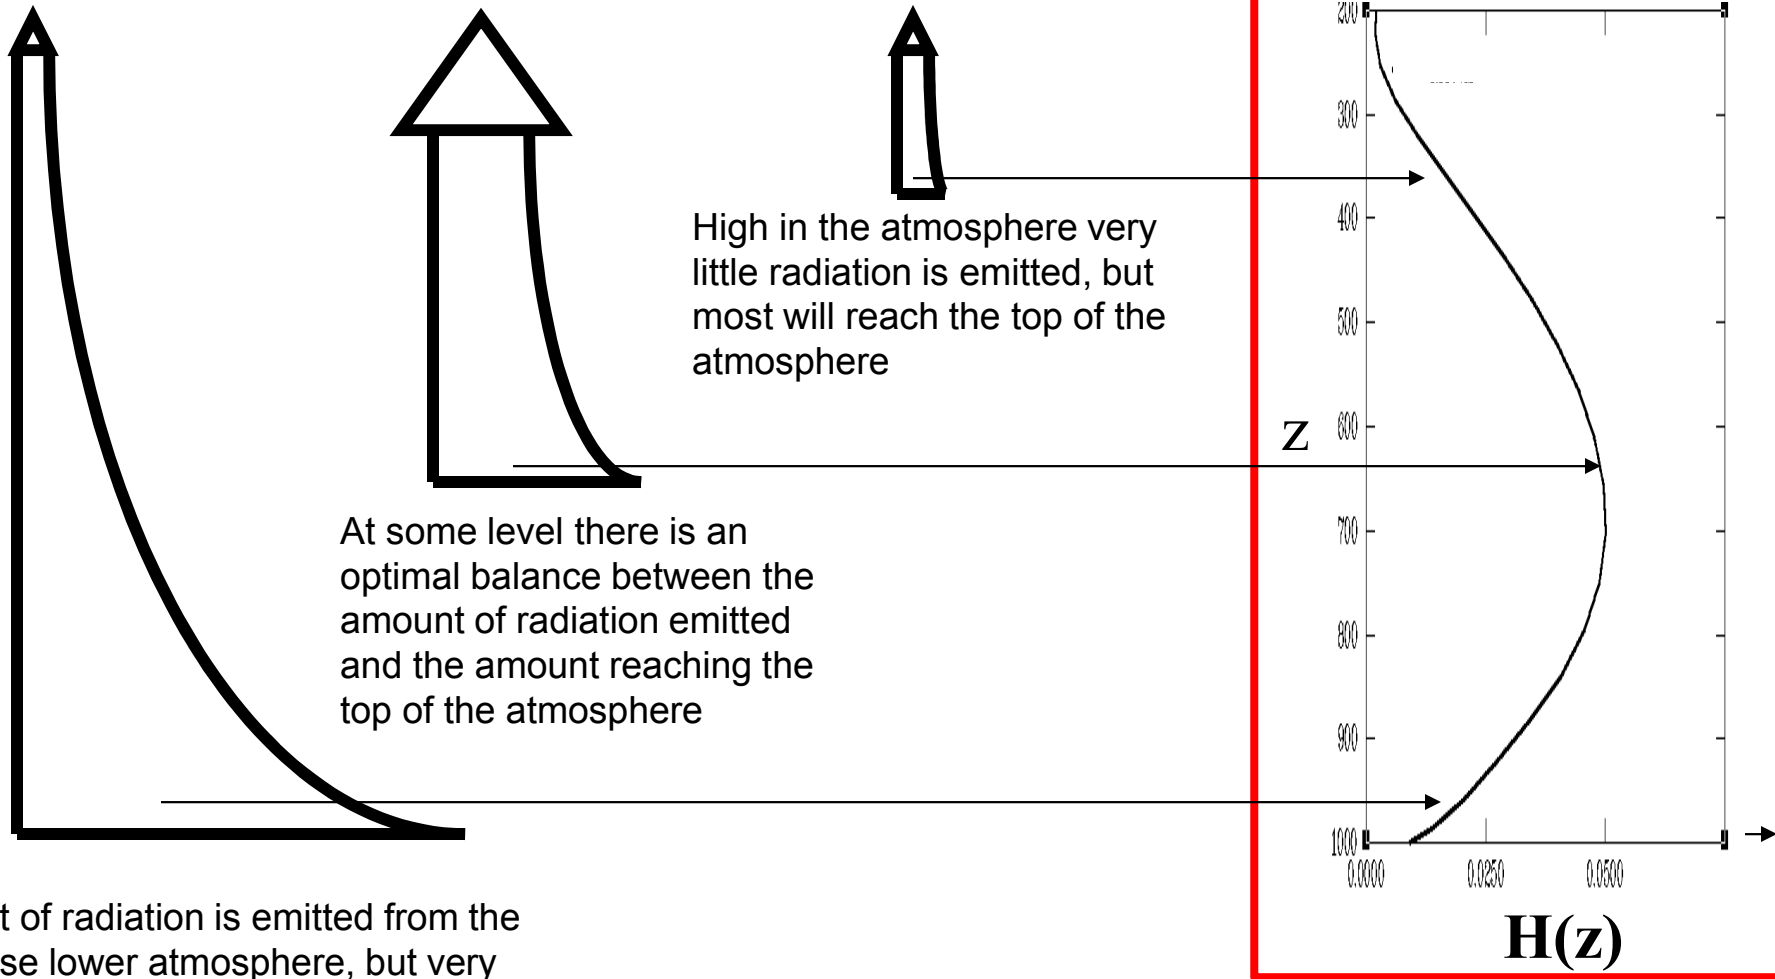 High in the atmosphere very
little radiation is emitted, but
most will reach the top of the
atmosphere
At some level there is an
optimal balance between the
amount of radiation emitted
and the amount reaching the
top of the atmosphere
t of radiation is emitted from the
se lower atmosphere, but very
z
200
300
400
500
600
700
800
900
1000
0.0000 0.0250 0.0500
H(z)